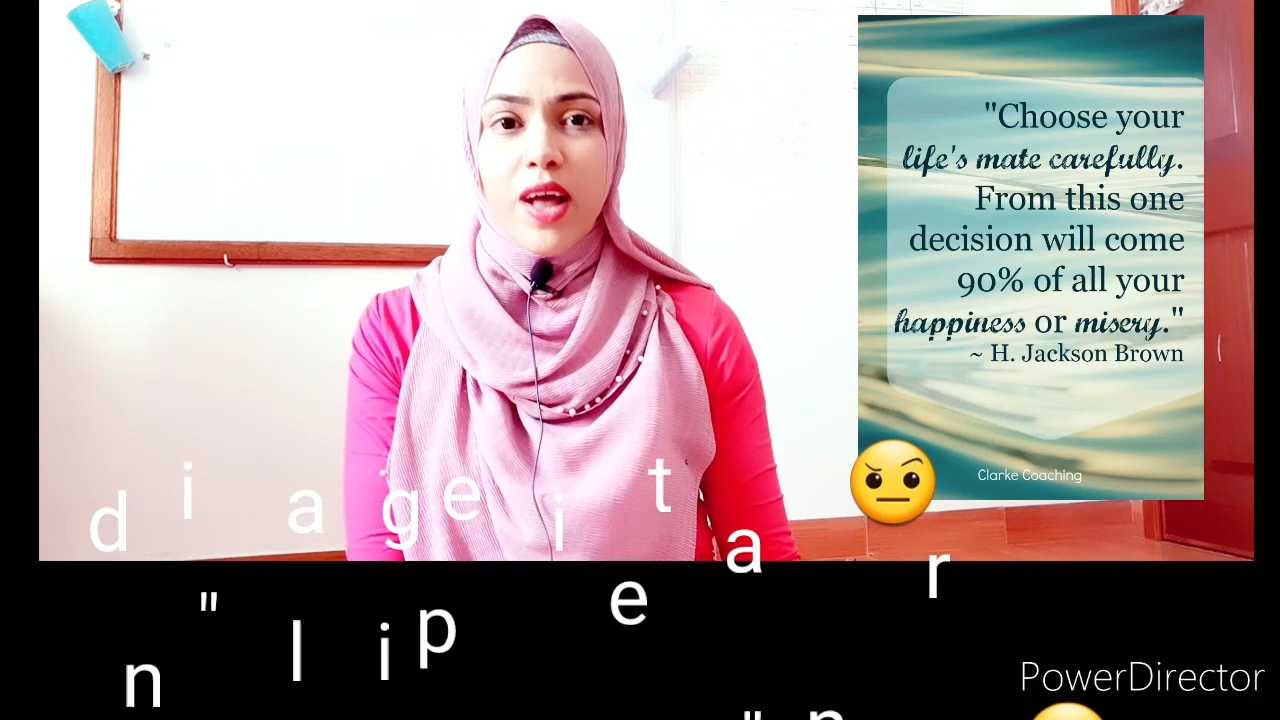 "Choose your
life's mate carefully.
From this one
decision will come
90% of all your
happiness or misery."
~ H. Jackson Brown
Clarke Coaching
d i a g e i t a r
n " l i p e
" n
PowerDirector